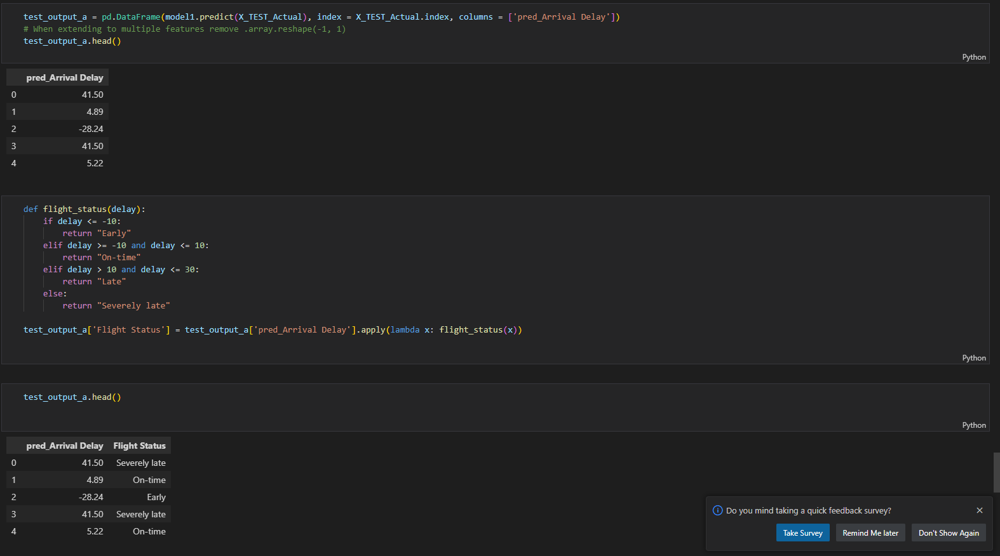 test_output_a = pd.DataFrame(model1.predict(X_TEST_Actual), index = X_TEST_Actual.index, columns = ['pred_Arrival Delay'])
# When extending to multiple features remove .array.reshape(-1, 1)
test_output_a.head()
Python
pred_Arrival Delay
0 41.50
1 4.89
2 -28.24
3 41.50
4 5.22
def flight_status(delay):
if delay <= -10:
return "Early"
elif delay >= -10 and delay <= 10:
return "On-time"
elif delay > 10 and delay <= 30:
return "Late"
else:
return "Severely late"
test_output_a['Flight Status'] = test_output_a['pred_Arrival Delay'].apply(lambda x: flight_status(x))
Python
test_output_a.head()
Python
pred_Arrival Delay Flight Status
0 41.50 Severely late
1 4.89 On-time
2 -28.24 Early
3 41.50 Severely late
4 5.22 On-time
Do you mind taking a quick feedback survey?
Take Survey Remind Me later Don't Show Again